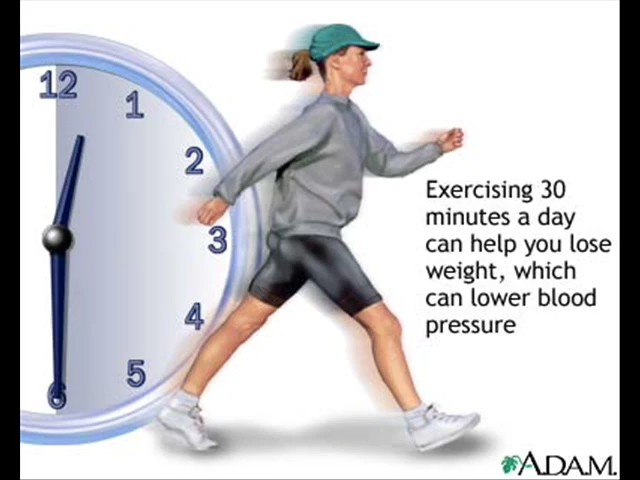 12
1
2
3
4
5
6
Exercising 30
minutes a day
can help you lose
weight, which
can lower blood
pressure
A.D.A.M.